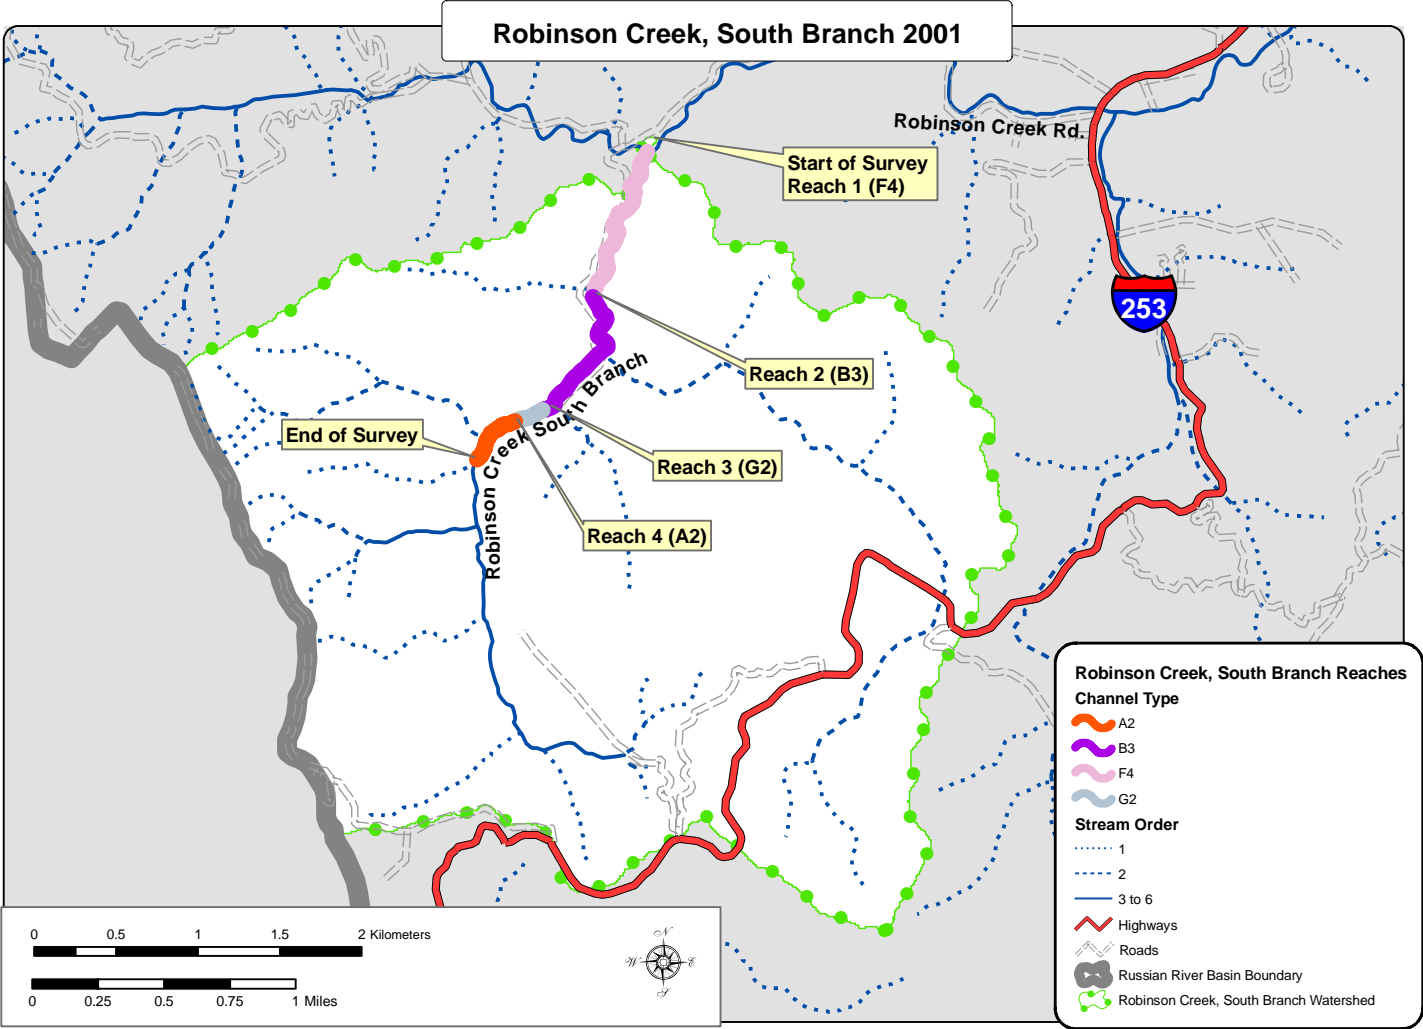 Robinson Creek, South Branch 2001
Robinson Creek Rd.
Start of Survey
Reach 1 (F4)
253
Reach 2 (B3)
End of Survey
Robinson Creek South Branch
Reach 3 (G2)
Reach 4 (A2)
Robinson Creek, South Branch Reaches
Channel Type
A2
B3
F4
G2
Stream Order
1
2
3 to 6
Highways
Roads
Russian River Basin Boundary
Robinson Creek, South Branch Watershed
0 0.5 1 1.5 2 Kilometers
0 0.25 0.5 0.75 1 Miles
N
W E
S